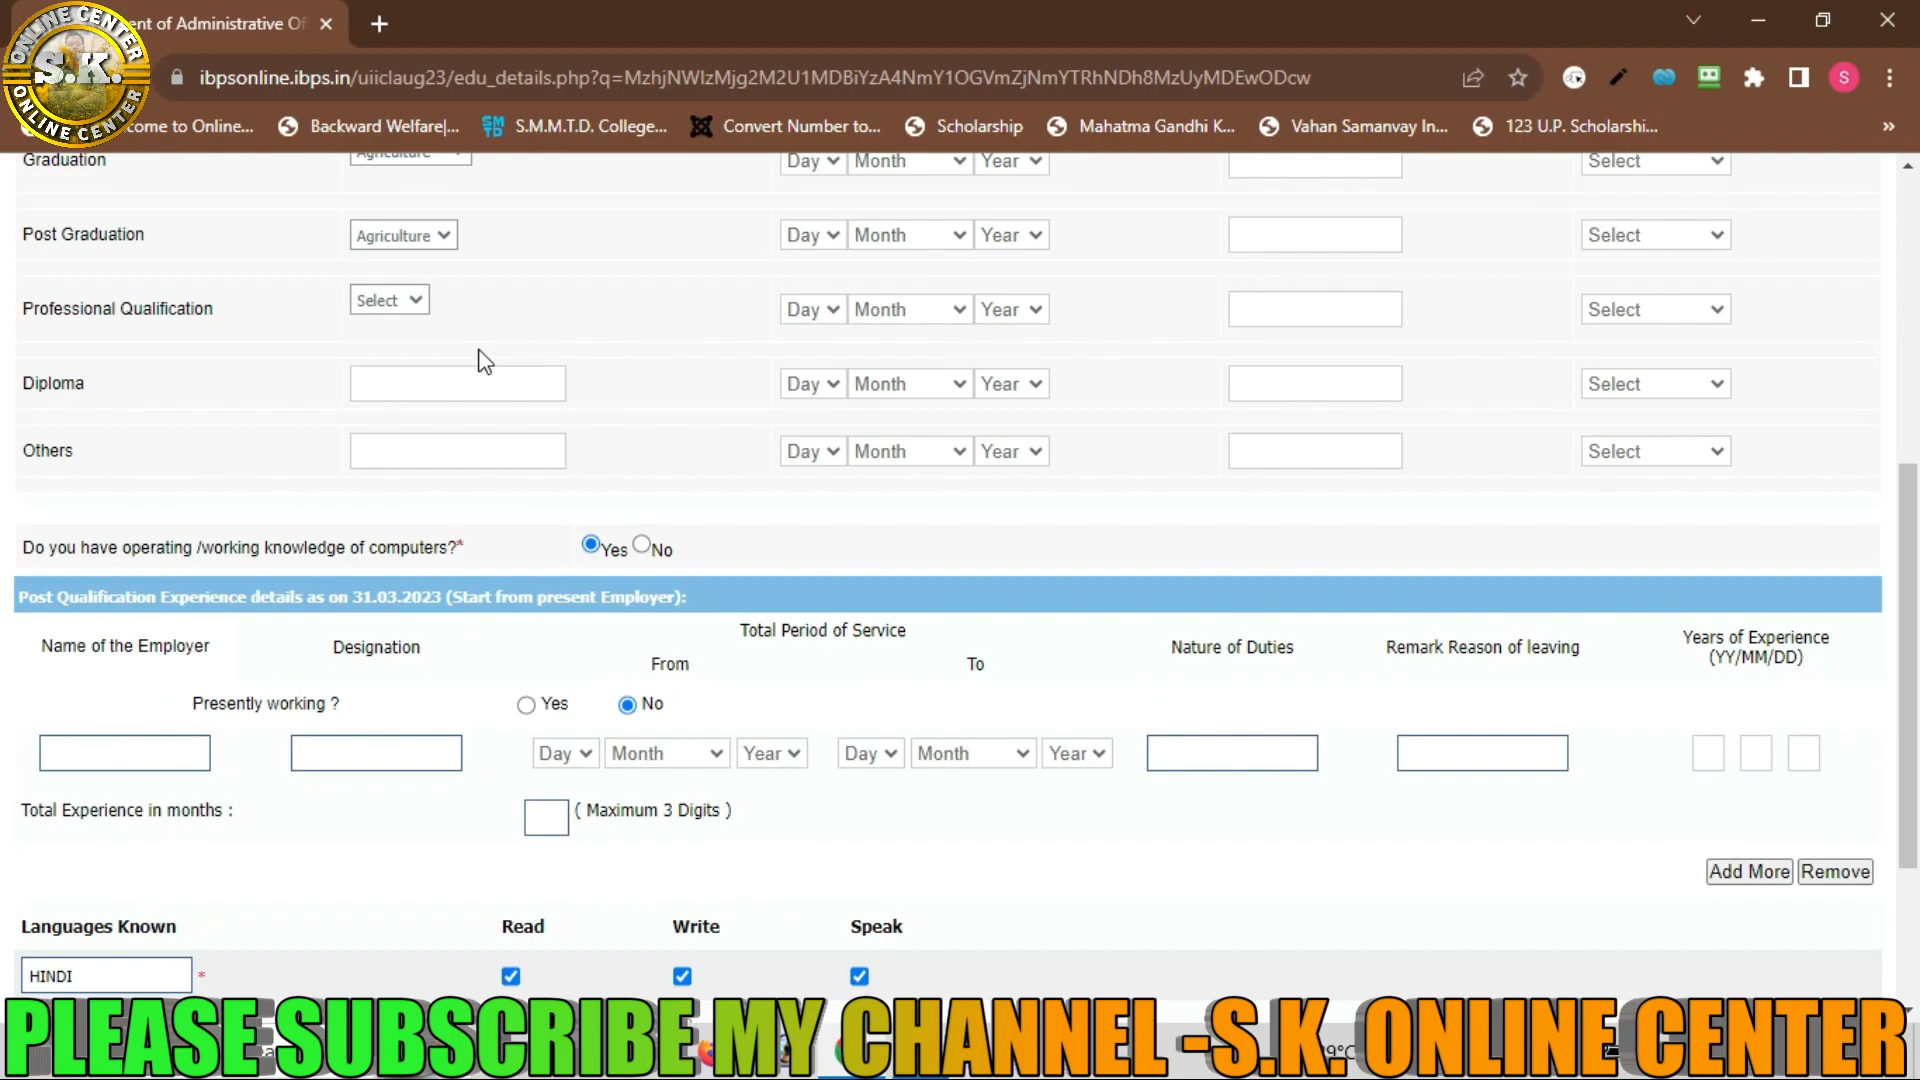 ONLINE CENTER
S.K.
ONLINE CENTER
ent of Administrative Of
ibpsonline.ibps.in/uiiclaug23/edu_details.php?q=MzhjNWIzMjg2M2U1MDBiYzA4NmY1OGVmZjNmYTRhNDh8MzUyMDEwODcw
S
come to Online... Backward Welfare|... S.M.M.T.D. College... Convert Number to... Scholarship Mahatma Gandhi K... Vahan Samanvay In... 123 U.P. Scholarshi... »
Graduation Agriculture Day Month Year Select
Post Graduation Agriculture Day Month Year Select
Professional Qualification Select Day Month Year Select
Diploma Day Month Year Select
Others Day Month Year Select
Do you have operating /working knowledge of computers?* Yes No
Post Qualification Experience details as on 31.03.2023 (Start from present Employer):
Name of the Employer Designation Total Period of Service Nature of Duties Remark Reason of leaving Years of Experience
From To (YY/MM/DD)
Presently working ? Yes No
Day Month Year Day Month Year
Total Experience in months : ( Maximum 3 Digits )
Add More Remove
Languages Known Read Write Speak
HINDI *
PLEASE SUBSCRIBE MY CHANNEL -S.K. ONLINE CENTER